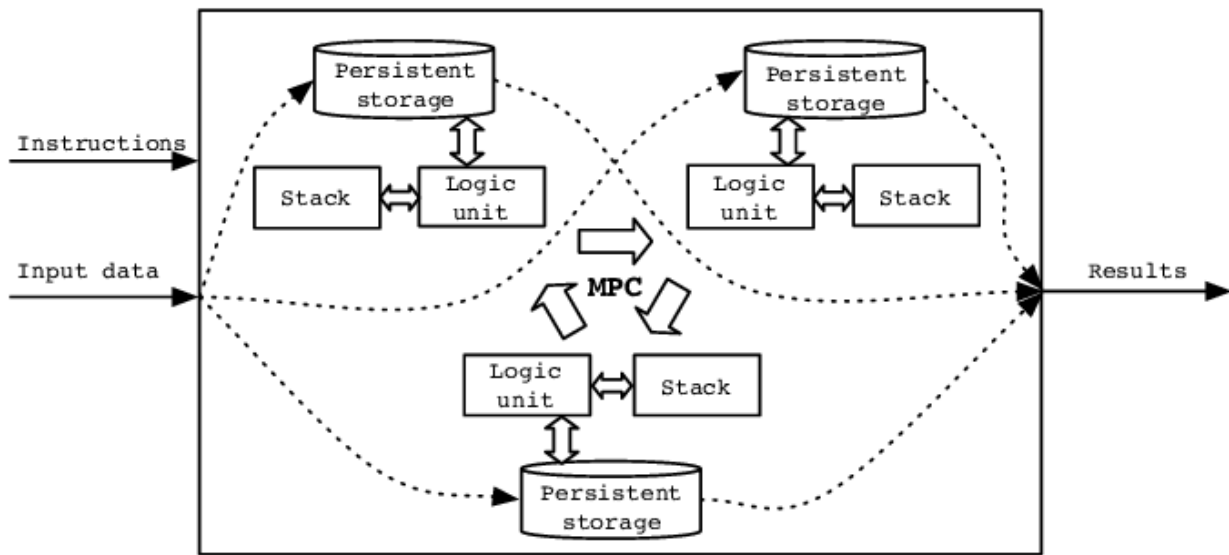 Persistent
storage
Persistent
storage
Instructions
Stack
Logic
unit
Logic
unit
Stack
Input data
MPC
Results
Logic
unit
Stack
Persistent
storage